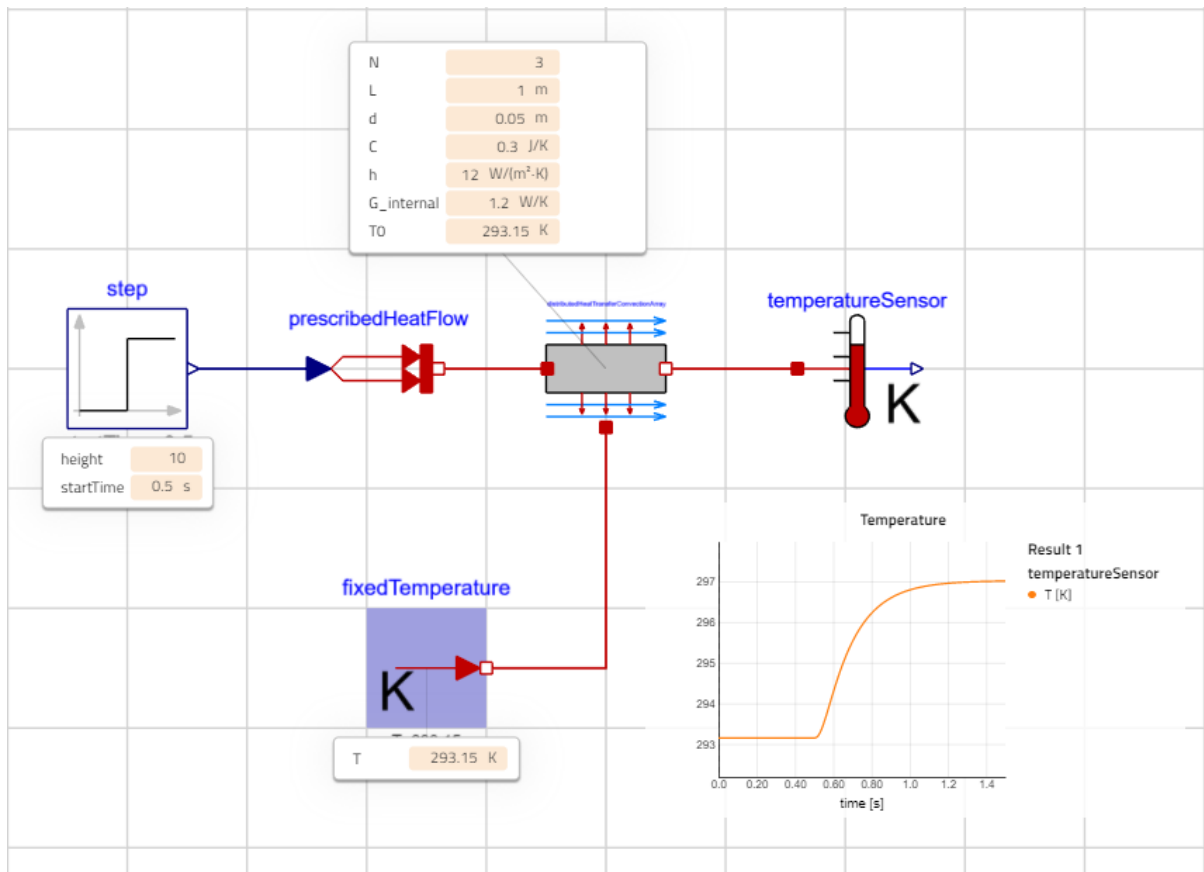 N 3
L 1 m
d 0.05 m
C 0.3 J/K
h 12 W/(m²·K)
G_internal 1.2 W/K
T0 293.15 K
step
prescribedHeatFlow
distributedHeatTransferConvectionArray
temperatureSensor
K
height 10
startTime 0.5 s
fixedTemperature
K
T 293.15 K
Temperature
297
296
295
294
293
0.0 0.20 0.40 0.60 0.80 1.0 1.2 1.4
time [s]
Result 1
temperatureSensor
T [K]